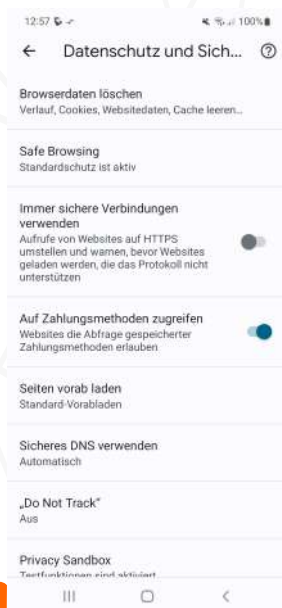 12:57
100%
Datenschutz und Sich...
Browserdaten löschen
Verlauf, Cookies, Websitedaten, Cache leeren...
Safe Browsing
Standardschutz ist aktiv
Immer sichere Verbindungen
verwenden
Aufrufe von Websites auf HTTPS
umstellen und warnen, bevor Websites
geladen werden, die das Protokoll nicht
unterstützen
Auf Zahlungsmethoden zugreifen
Websites die Abfrage gespeicherter
Zahlungsmethoden erlauben
Seiten vorab laden
Standard-Vorabladen
Sicheres DNS verwenden
Automatisch
„Do Not Track“
Aus
Privacy Sandbox
Testfunktionen sind aktiviert